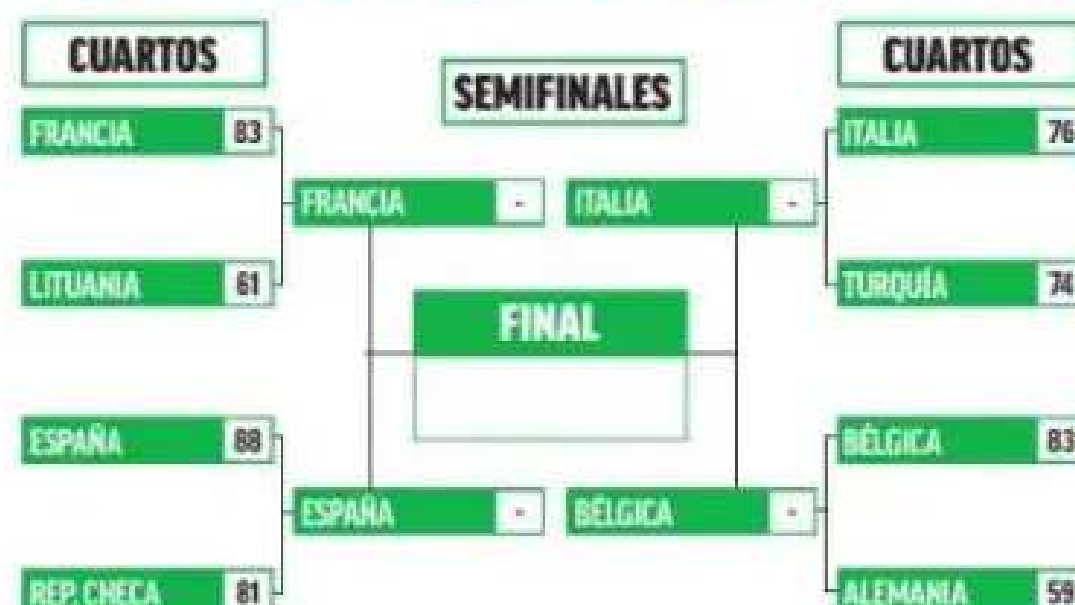 CUARTOS
SEMIFINALES
CUARTOS
FRANCIA 83
ITALIA 76
FRANCIA -
ITALIA -
LITUANIA 61
TURQUÍA 74
FINAL
ESPAÑA 88
BÉLGICA 83
ESPAÑA -
BÉLGICA -
REP. CHECA 81
ALEMANIA 59